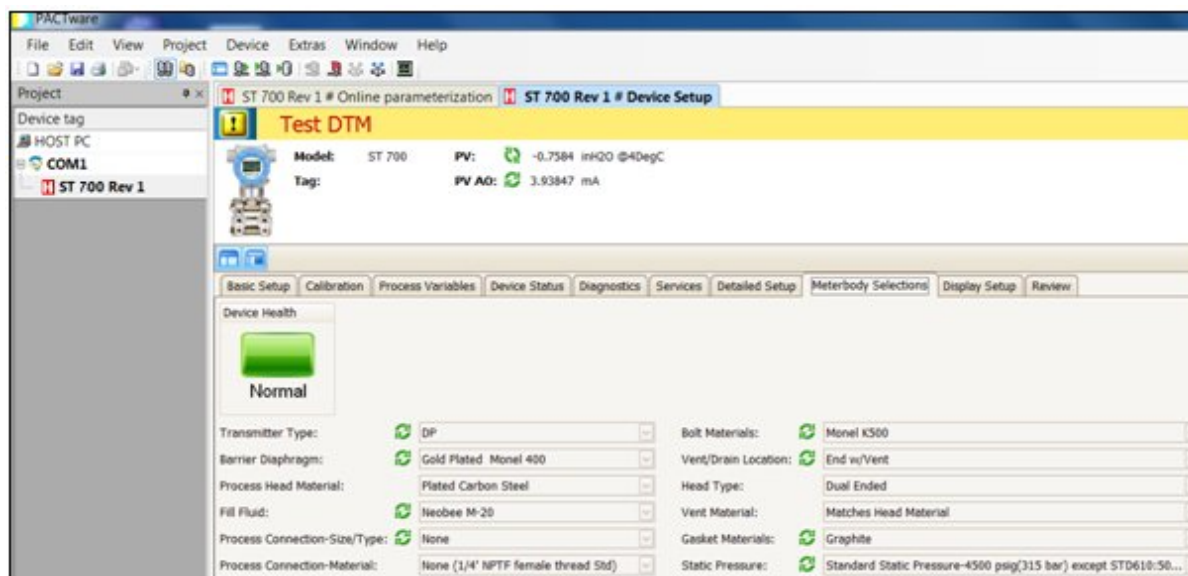 PACTware
File Edit View Project Device Extras Window Help
Project
ST 700 Rev 1 # Online parameterization ST 700 Rev 1 # Device Setup
Device tag
HOST PC
COM1
ST 700 Rev 1
Test DTM
Model: ST 700 PV: -0.7584 inH2O @4DegC
Tag: PV AO: 3.93847 mA
Basic Setup Calibration Process Variables Device Status Diagnostics Services Detailed Setup Meterbody Selections Display Setup Review
Device Health
Normal
Transmitter Type: DP Bolt Materials: Monel K500
Barrier Diaphragm: Gold Plated Monel 400 Vent/Drain Location: End w/Vent
Process Head Material: Plated Carbon Steel Head Type: Dual Ended
Fill Fluid: Neobee M-20 Vent Material: Matches Head Material
Process Connection-Size/Type: None Gasket Materials: Graphite
Process Connection-Material: None (1/4' NPTF female thread Std) Static Pressure: Standard Static Pressure-4500 psig(315 bar) except STD610:50...